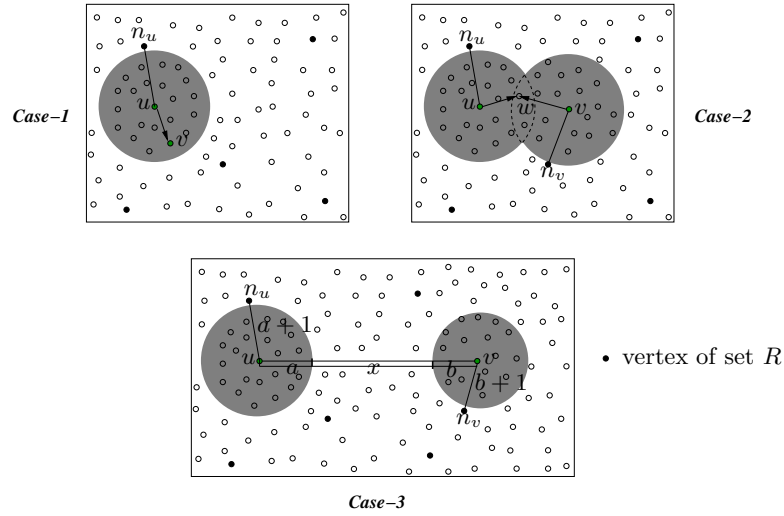 n_u
u
v
Case–1
n_u
u
w
v
n_v
Case–2
n_u
a + 1
u
a
x
b
v
b + 1
n_v
• vertex of set R
Case–3